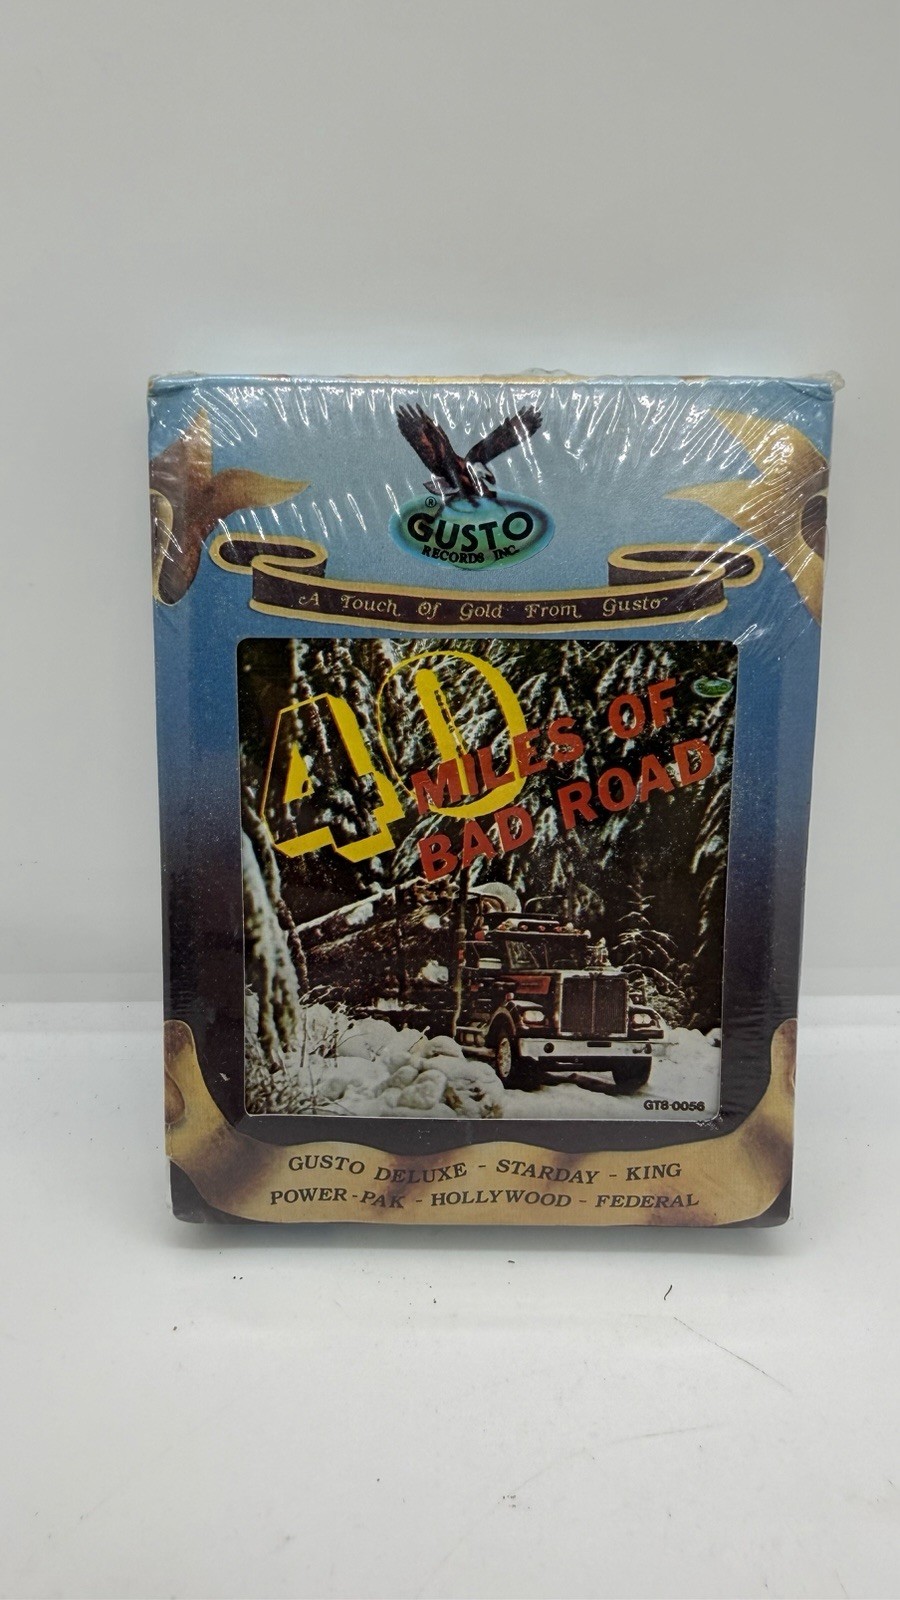 ®
GUSTO
RECORDS INC.
A Touch Of Gold From Gusto
40
MILES OF
BAD ROAD
GT8-0056
GUSTO DELUXE - STARDAY - KING
POWER-PAK - HOLLYWOOD - FEDERAL